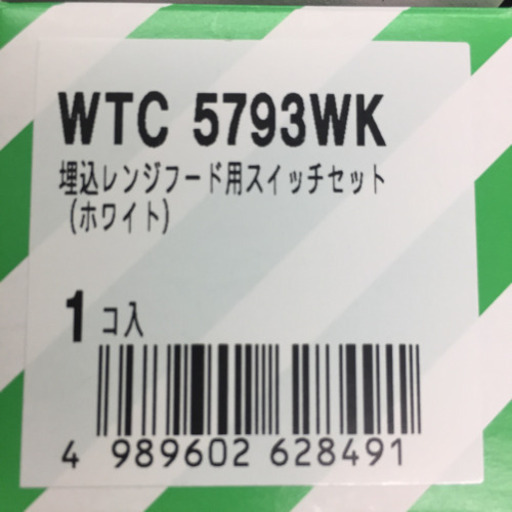 WTC 5793WK
埋込レンジフード用スイッチセット
(ホワイト)
1コ入
4 989602 628491